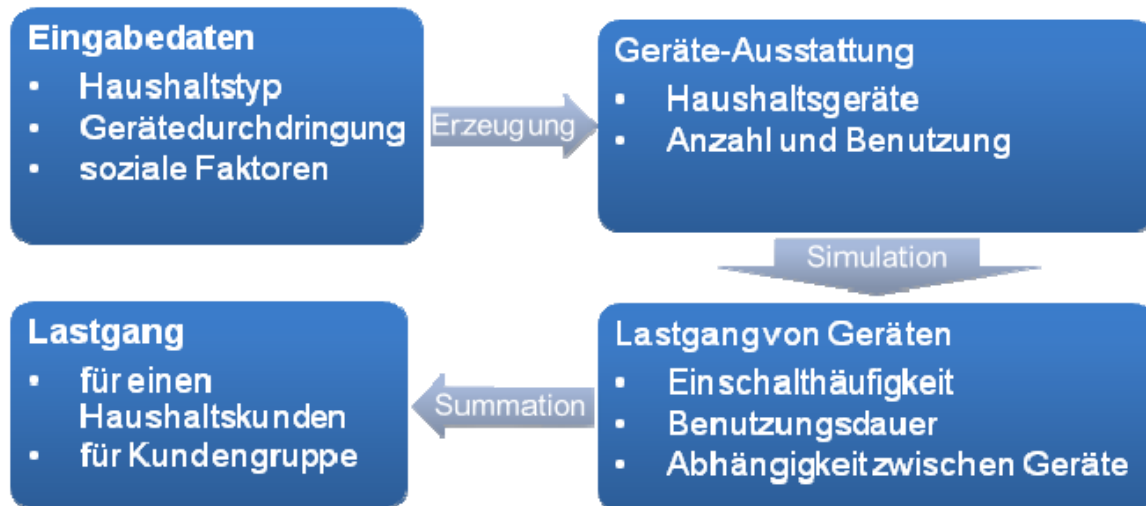 Eingabedaten
• Haushaltstyp
• Gerätedurchdringung
• soziale Faktoren
Erzeugung
Geräte-Ausstattung
• Haushaltsgeräte
• Anzahl und Benutzung
Simulation
Lastgang von Geräten
• Einschalthäufigkeit
• Benutzungsdauer
• Abhängigkeit zwischen Geräte
Summation
Lastgang
• für einen
Haushaltskunden
• für Kundengruppe